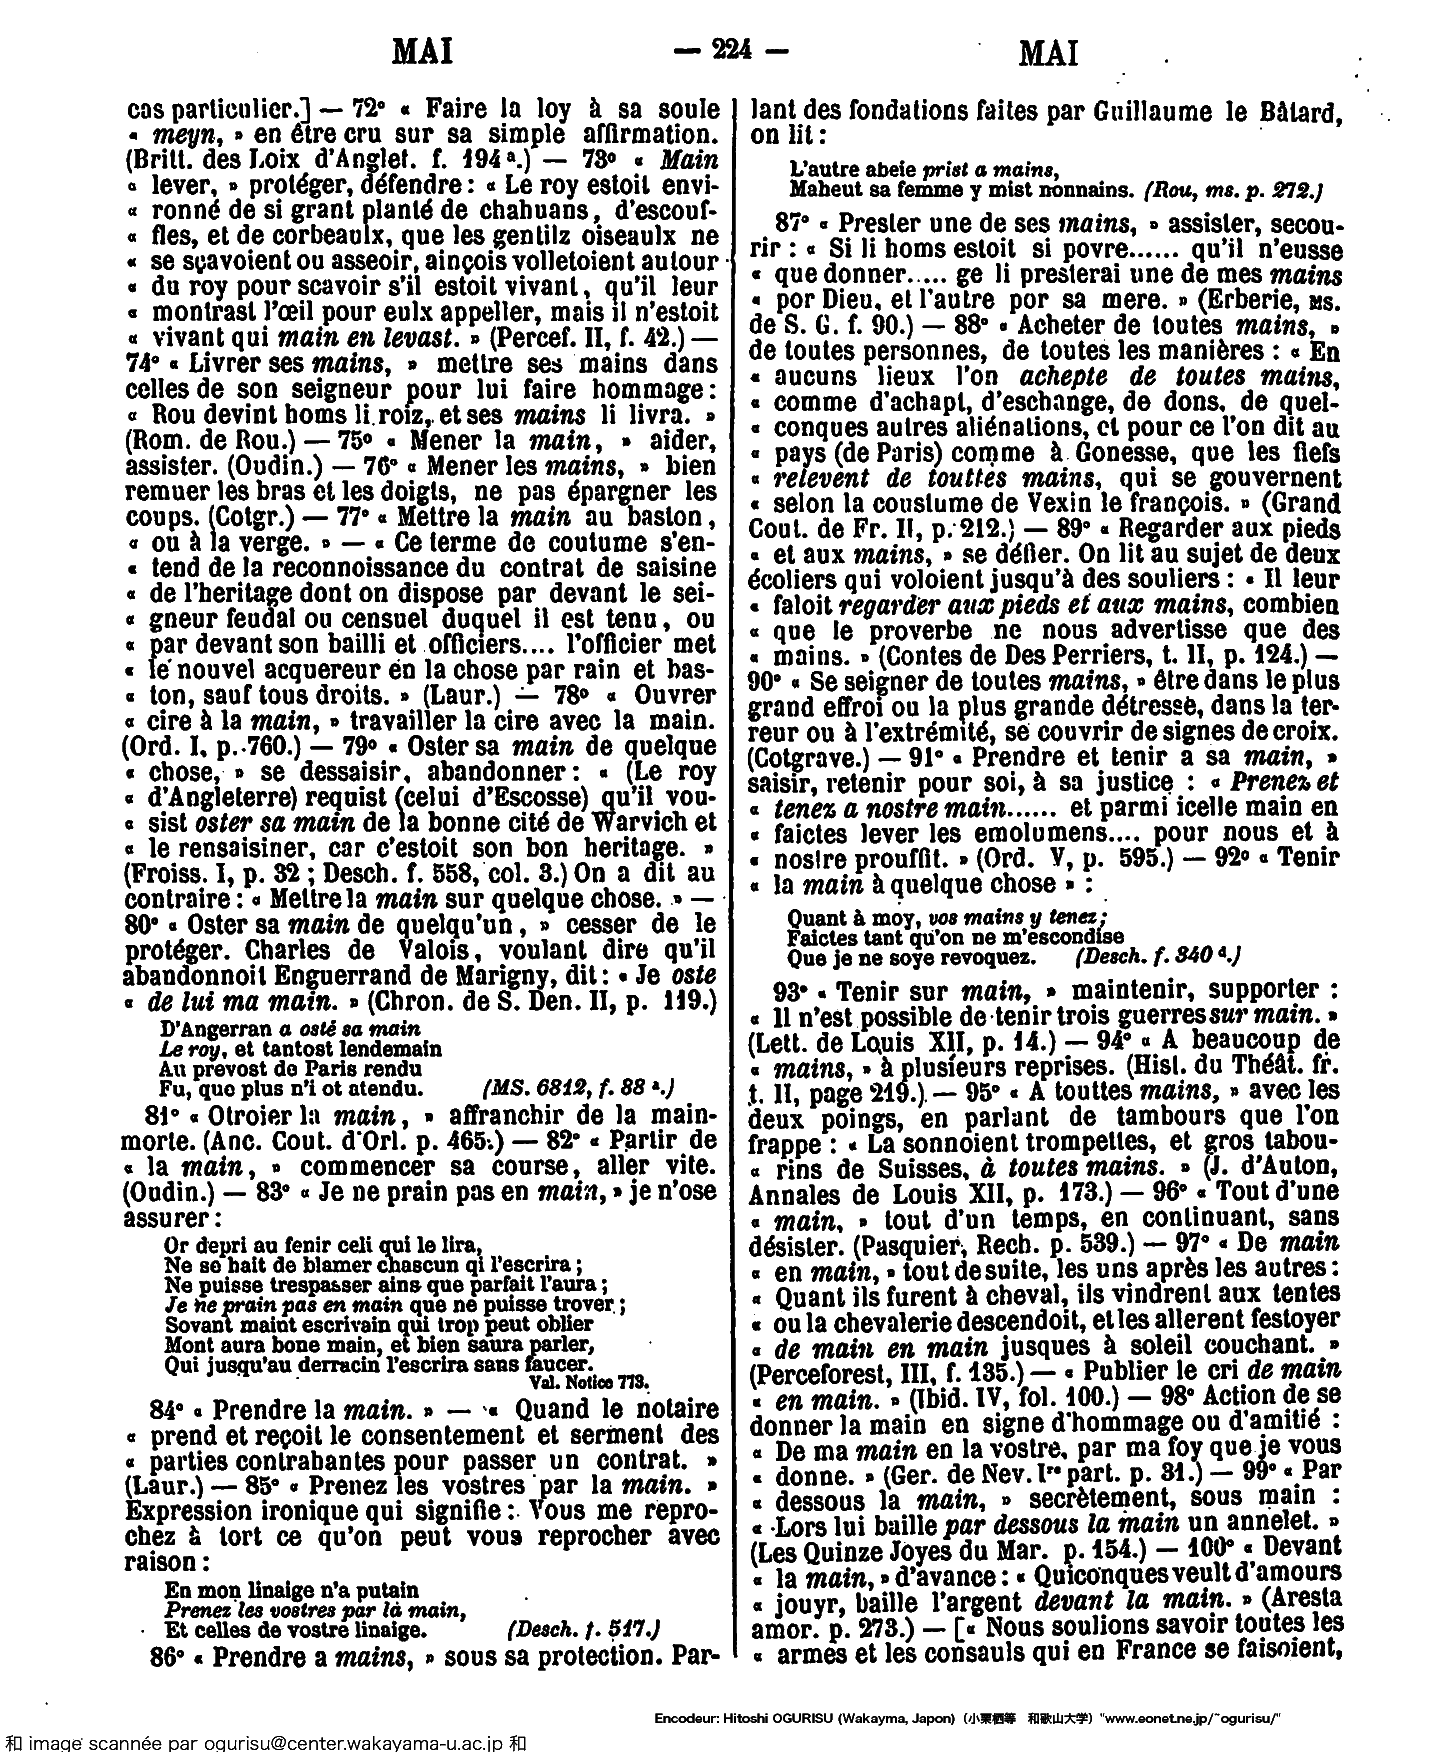 MAI — 224 — MAI
cas particulier.] — 72° « Faire la loy à sa soule
« meyn, » en être cru sur sa simple affirmation.
(Britt. des Loix d'Anglet. f. 194 a.) — 73° « Main
« lever, » protéger, défendre : « Le roy estoit envi-
« ronné de si grant planté de chahuans, d'escouf-
« fles, et de corbeaulx, que les gentilz oiseaulx ne
« se sçavoient ou asseoir, ainçois volletoient autour
« du roy pour scavoir s'il estoit vivant, qu'il leur
« montrast l'œil pour eulx appeller, mais il n'estoit
« vivant qui main en levast. » (Percef. II, f. 42.) —
74° « Livrer ses mains, » mettre ses mains dans
celles de son seigneur pour lui faire hommage :
« Rou devint homs li roiz, et ses mains li livra. »
(Rom. de Rou.) — 75° « Mener la main, » aider,
assister. (Oudin.) — 76° « Mener les mains, » bien
remuer les bras et les doigts, ne pas épargner les
coups. (Cotgr.) — 77° « Mettre la main au baston,
« ou à la verge. » — « Ce terme de coutume s'en-
« tend de la reconnoissance du contrat de saisine
« de l'heritage dont on dispose par devant le sei-
« gneur feudal ou censuel duquel il est tenu, ou
« par devant son bailli et officiers.... l'officier met
« le nouvel acquereur en la chose par rain et bas-
« ton, sauf tous droits. » (Laur.) — 78° « Ouvrer
« cire à la main, » travailler la cire avec la main.
(Ord. I, p. 760.) — 79° « Oster sa main de quelque
« chose, » se dessaisir, abandonner : « (Le roy
« d'Angleterre) requist (celui d'Escosse) qu'il vou-
« sist oster sa main de la bonne cité de Warvich et
« le rensaisiner, car c'estoit son bon heritage. »
(Froiss. I, p. 32 ; Desch. f. 558, col. 3.) On a dit au
contraire : « Mettre la main sur quelque chose. » —
80° « Oster sa main de quelqu'un, » cesser de le
protéger. Charles de Valois, voulant dire qu'il
abandonnoit Enguerrand de Marigny, dit : « Je oste
« de lui ma main. » (Chron. de S. Den. II, p. 119.)
D'Angerran a osté sa main
Le roy, et tantost lendemain
Au prevost de Paris rendu
Fu, que plus n'i ot atendu. (MS. 6812, f. 88 a.)
81° « Otroier la main, » affranchir de la main-
morte. (Anc. Cout. d'Orl. p. 465.) — 82° « Partir de
« la main, » commencer sa course, aller vite.
(Oudin.) — 83° « Je ne prain pas en main, » je n'ose
assurer :
Or depri au fenir celi qui le lira,
Ne se hait de blamer chascun qi l'escrira ;
Ne puisse trespasser ains que parfait l'aura ;
Je ne prain pas en main que ne puisse trover ;
Sovant maint escrivain qui trop peut oblier
Mont aura bone main, et bien saura parler,
Qui jusqu'au derracin l'escrira sans faucer.
Val. Notice 773.
84° « Prendre la main. » — « Quand le notaire
« prend et reçoit le consentement et serment des
« parties contrahantes pour passer un contrat. »
(Laur.) — 85° « Prenez les vostres par la main. »
Expression ironique qui signifie : Vous me repro-
chez à tort ce qu'on peut vous reprocher avec
raison :
En mon linaige n'a putain
Prenez les vostres par la main,
Et celles de vostre linaige. (Desch. f. 517.)
86° « Prendre a mains, » sous sa protection. Par-
lant des fondations faites par Guillaume le Bâtard,
on lit :
L'autre abeie prist a mains,
Maheut sa femme y mist nonnains. (Rou, ms. p. 272.)
87° « Prester une de ses mains, » assister, secou-
rir : « Si li homs estoit si povre...... qu'il n'eusse
« que donner..... ge li presterai une de mes mains
« por Dieu, et l'autre por sa mere. » (Erberie, ms.
de S. G. f. 90.) — 88° « Acheter de toutes mains, »
de toutes personnes, de toutes les manières : « En
« aucuns lieux l'on achepte de toutes mains,
« comme d'achapt, d'eschange, de dons, de quel-
« conques autres aliénations, et pour ce l'on dit au
« pays (de Paris) comme à Gonesse, que les fiefs
« relevent de touttes mains, qui se gouvernent
« selon la coustume de Vexin le françois. » (Grand
Cout. de Fr. II, p. 212.) — 89° « Regarder aux pieds
« et aux mains, » se défier. On lit au sujet de deux
écoliers qui voloient jusqu'à des souliers : « Il leur
« faloit regarder aux pieds et aux mains, combien
« que le proverbe ne nous advertisse que des
« mains. » (Contes de Des Perriers, t. II, p. 124.) —
90° « Se seigner de toutes mains, » être dans le plus
grand effroi ou la plus grande détresse, dans la ter-
reur ou à l'extrémité, se couvrir de signes de croix.
(Cotgrave.) — 91° « Prendre et tenir a sa main, »
saisir, retenir pour soi, à sa justice : « Prenez et
« tenez a nostre main...... et parmi icelle main en
« faictes lever les emolumens.... pour nous et à
« nostre prouffit. » (Ord. V, p. 595.) — 92° « Tenir
« la main à quelque chose » :
Quant à moy, vos mains y tenez ;
Faictes tant qu'on ne m'escondise
Que je ne soye revoquez. (Desch. f. 340 d.)
93° « Tenir sur main, » maintenir, supporter :
« Il n'est possible de tenir trois guerres sur main. »
(Lett. de Louis XII, p. 14.) — 94° « A beaucoup de
« mains, » à plusieurs reprises. (Hist. du Théât. fr.
t. II, page 219.) — 95° « A touttes mains, » avec les
deux poings, en parlant de tambours que l'on
frappe : « La sonnoient trompettes, et gros tabou-
« rins de Suisses, à toutes mains. » (J. d'Auton,
Annales de Louis XII, p. 173.) — 96° « Tout d'une
« main, » tout d'un temps, en continuant, sans
désister. (Pasquier, Rech. p. 539.) — 97° « De main
« en main, » tout de suite, les uns après les autres :
« Quant ils furent à cheval, ils vindrent aux tentes
« ou la chevalerie descendoit, et les allerent festoyer
« de main en main jusques à soleil couchant. »
(Perceforest, III, f. 135.) — « Publier le cri de main
« en main. » (Ibid. IV, fol. 100.) — 98° Action de se
donner la main en signe d'hommage ou d'amitié :
« De ma main en la vostre, par ma foy que je vous
« donne. » (Ger. de Nev. Ire part. p. 31.) — 99° « Par
« dessous la main, » secrètement, sous main :
« Lors lui baille par dessous la main un annelet. »
(Les Quinze Joyes du Mar. p. 154.) — 100° « Devant
« la main, » d'avance : « Quiconques veult d'amours
« jouyr, baille l'argent devant la main. » (Aresta
amor. p. 273.) — [« Nous soulions savoir toutes les
« armes et les consauls qui en France se faisoient,
Encodeur: Hitoshi OGURISU (Wakayma, Japon)（小栗栖等 和歌山大学）"www.eonet.ne.jp/~ogurisu/"
和 image scannée par ogurisu@center.wakayama-u.ac.jp 和